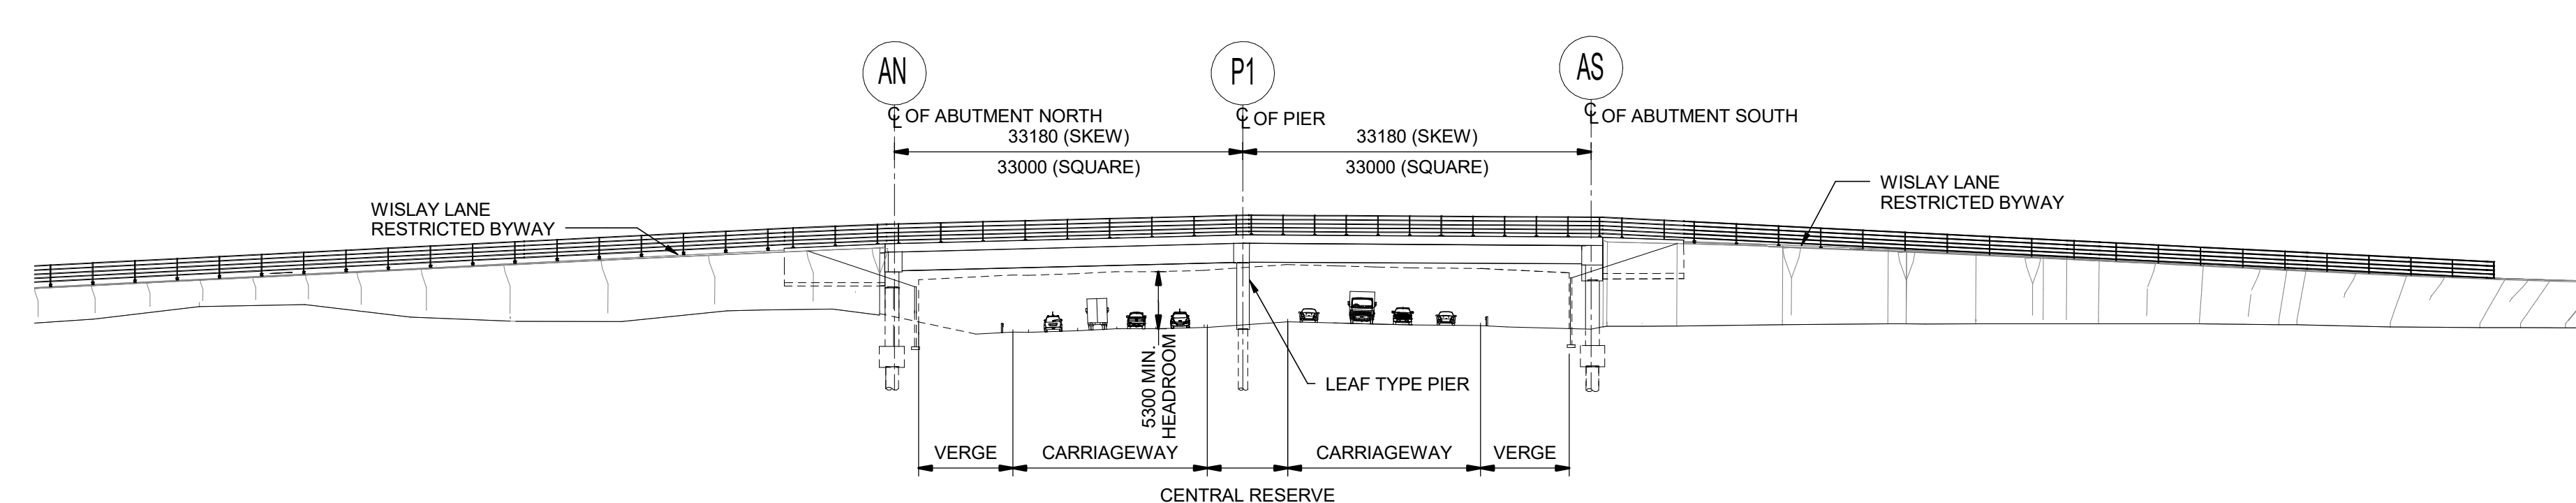 AN
P1
AS
℄ OF ABUTMENT NORTH
℄ OF PIER
℄ OF ABUTMENT SOUTH
33180 (SKEW)
33180 (SKEW)
33000 (SQUARE)
33000 (SQUARE)
WISLAY LANE
RESTRICTED BYWAY
WISLAY LANE
RESTRICTED BYWAY
5300 MIN.
HEADROOM
LEAF TYPE PIER
VERGE
CARRIAGEWAY
CARRIAGEWAY
VERGE
CENTRAL RESERVE